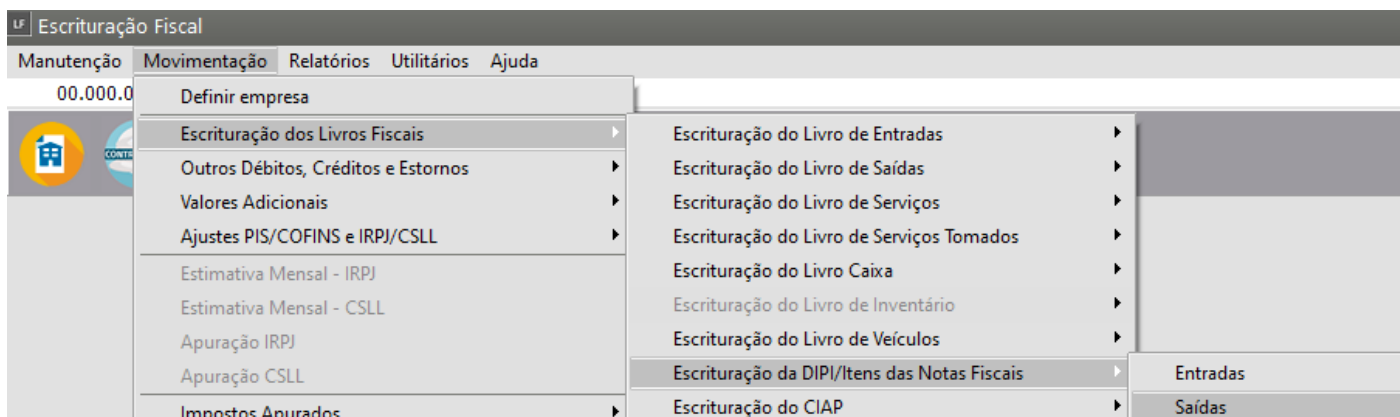 LF Escrituração Fiscal
Manutenção Movimentação Relatórios Utilitários Ajuda
00.000.0
Definir empresa
Escrituração dos Livros Fiscais
Outros Débitos, Créditos e Estornos
Valores Adicionais
Ajustes PIS/COFINS e IRPJ/CSLL
Estimativa Mensal - IRPJ
Estimativa Mensal - CSLL
Apuração IRPJ
Apuração CSLL
Impostos Apurados
Escrituração do Livro de Entradas
Escrituração do Livro de Saídas
Escrituração do Livro de Serviços
Escrituração do Livro de Serviços Tomados
Escrituração do Livro Caixa
Escrituração do Livro de Inventário
Escrituração do Livro de Veículos
Escrituração da DIPI/Itens das Notas Fiscais
Escrituração do CIAP
Entradas
Saídas